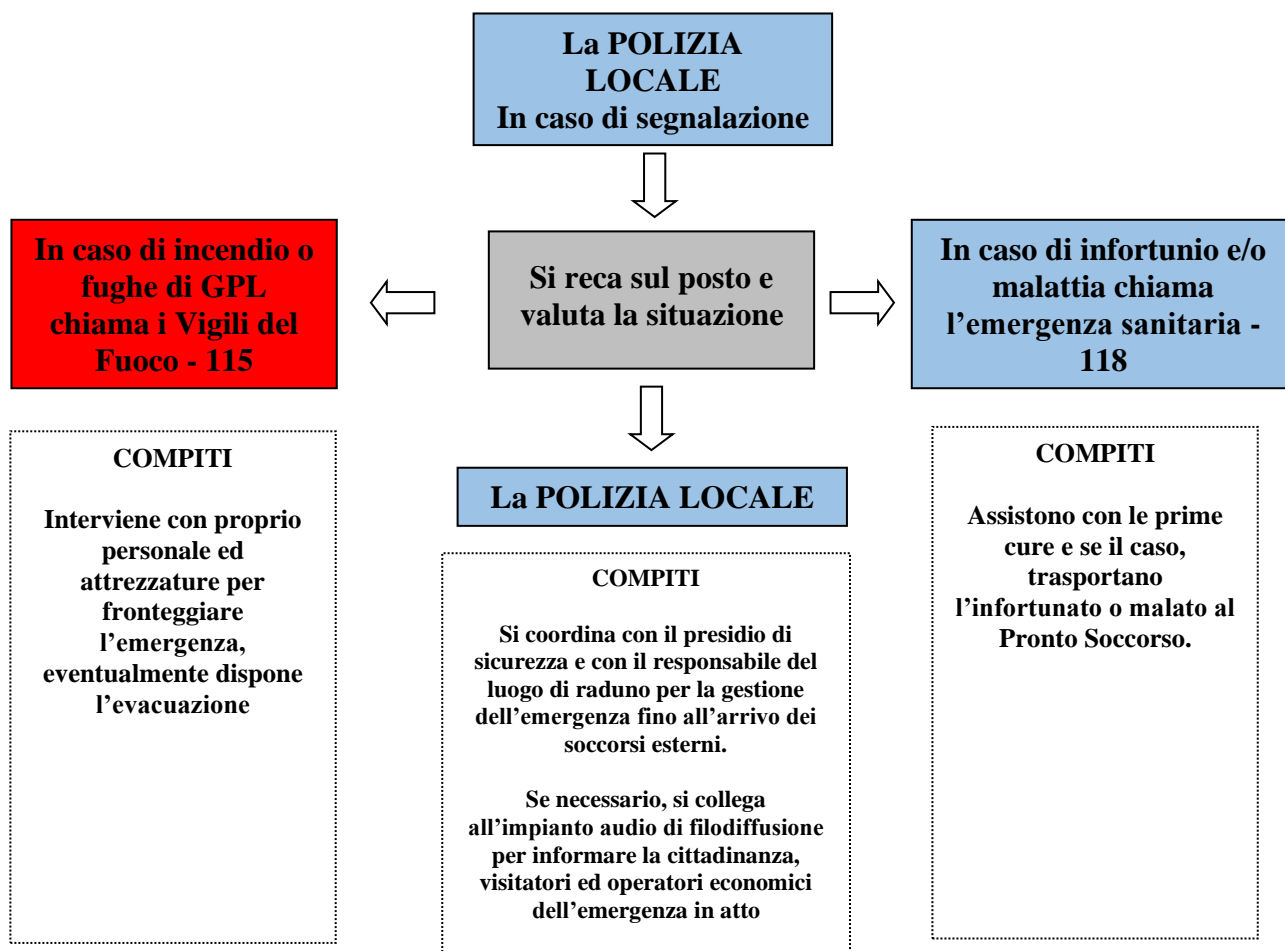 La POLIZIA
LOCALE
In caso di segnalazione
In caso di incendio o
fughe di GPL
chiama i Vigili del
Fuoco - 115
Si reca sul posto e
valuta la situazione
In caso di infortunio e/o
malattia chiama
l’emergenza sanitaria -
118
COMPITI
Interviene con proprio
personale ed
attrezzature per
fronteggiare
l’emergenza,
eventualmente dispone
l’evacuazione
La POLIZIA LOCALE
COMPITI
Si coordina con il presidio di
sicurezza e con il responsabile del
luogo di raduno per la gestione
dell’emergenza fino all’arrivo dei
soccorsi esterni.
Se necessario, si collega
all’impianto audio di filodiffusione
per informare la cittadinanza,
visitatori ed operatori economici
dell’emergenza in atto
COMPITI
Assistono con le prime
cure e se il caso,
trasportano
l’infortunato o malato al
Pronto Soccorso.